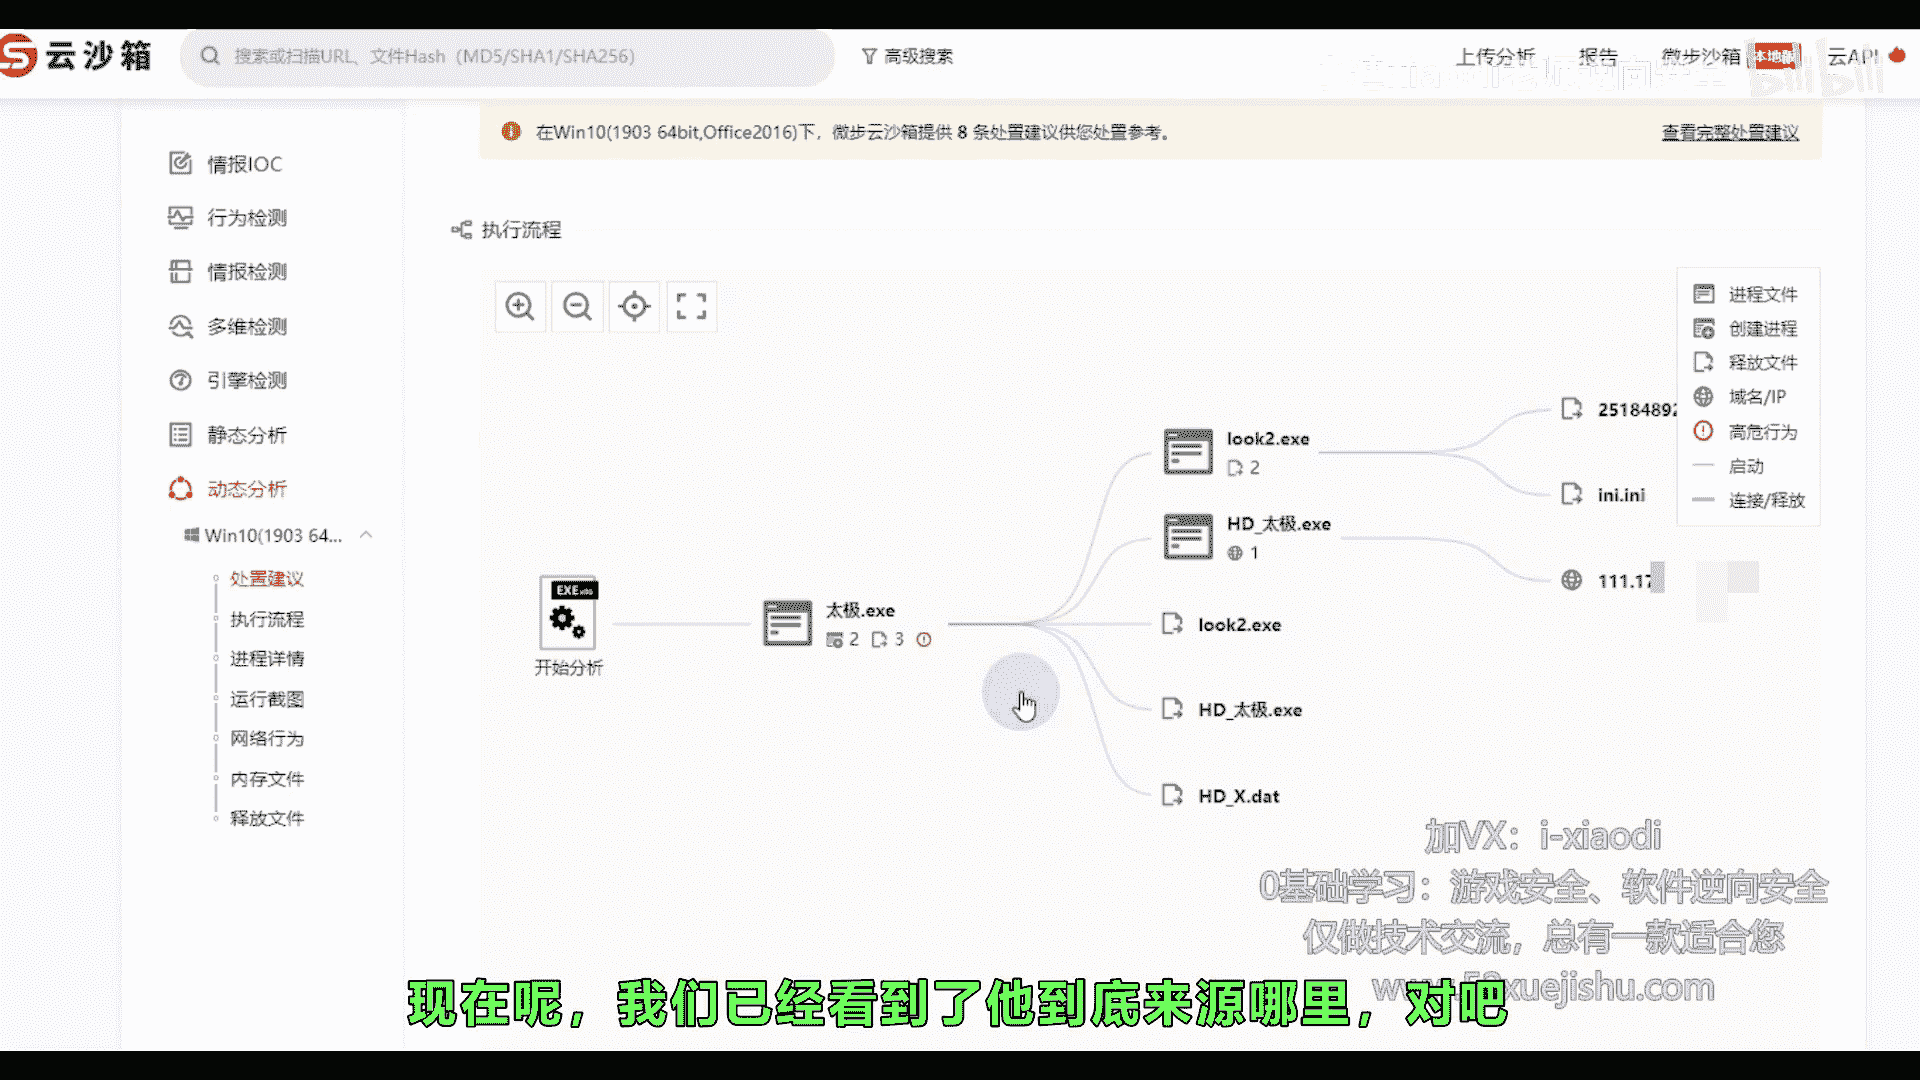 云沙箱
搜索或扫描URL、文件Hash（MD5/SHA1/SHA256）
高级搜索
上传分析
报告
微步沙箱
云API
在Win10(1903 64bit,Office2016)下，微步云沙箱提供 8 条处置建议供您处置参考。
查看完整处置建议
情报IOC
行为检测
情报检测
多维检测
引擎检测
静态分析
动态分析
Win10(1903 64...
处置建议
执行流程
进程详情
运行截图
网络行为
内存文件
释放文件
执行流程
进程文件
创建进程
释放文件
域名/IP
高危行为
启动
连接/释放
EXE
开始分析
太极.exe
2 3
look2.exe
2
HD_太极.exe
1
look2.exe
HD_太极.exe
HD_X.dat
2518489
ini.ini
111.17
加VX：i-xiaodi
0基础学习：游戏安全、软件逆向安全
仅做技术交流，总有一款适合您
现在呢，我们已经看到了他到底来源哪里，对吧